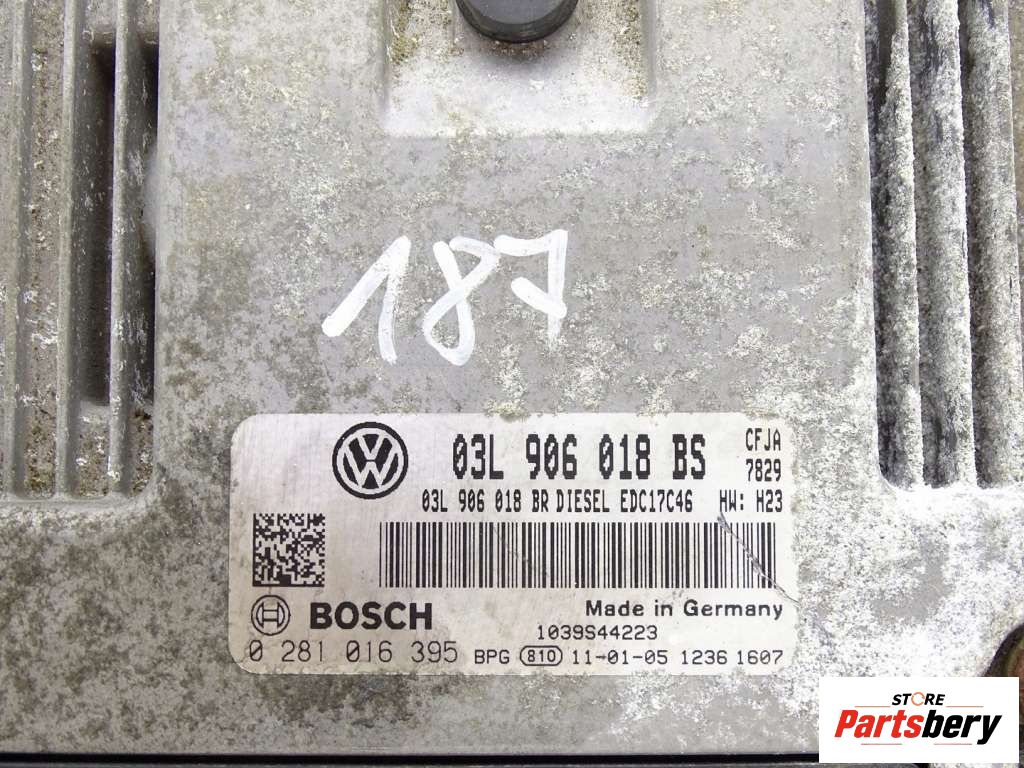 187
03L 906 018 BS CFJA
7829
03L 906 018 BR DIESEL EDC17C46 HW: H23
BOSCH Made in Germany
1039S44223
0 281 016 395 BPG 810 11-01-05 1236 1607
STORE
Partsbery